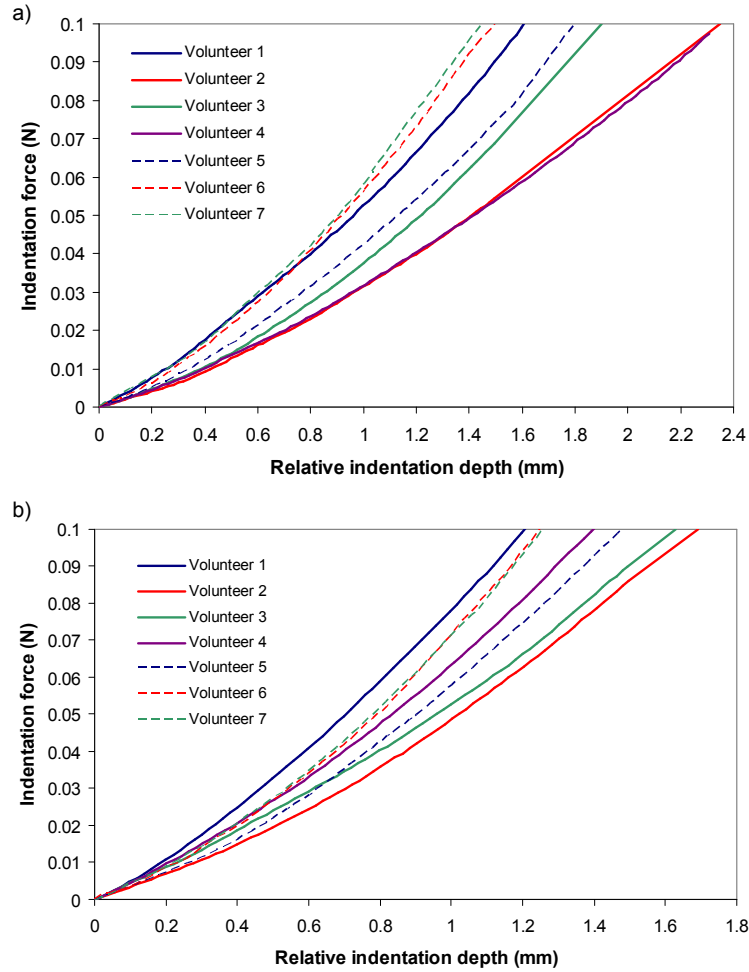 a)
0.1
0.09
0.08
0.07
0.06
0.05
0.04
0.03
0.02
0.01
0
Indentation force (N)
Volunteer 1
Volunteer 2
Volunteer 3
Volunteer 4
Volunteer 5
Volunteer 6
Volunteer 7
0 0.2 0.4 0.6 0.8 1 1.2 1.4 1.6 1.8 2 2.2 2.4
Relative indentation depth (mm)
b)
0.1
0.09
0.08
0.07
0.06
0.05
0.04
0.03
0.02
0.01
0
Indentation force (N)
Volunteer 1
Volunteer 2
Volunteer 3
Volunteer 4
Volunteer 5
Volunteer 6
Volunteer 7
0 0.2 0.4 0.6 0.8 1 1.2 1.4 1.6 1.8
Relative indentation depth (mm)